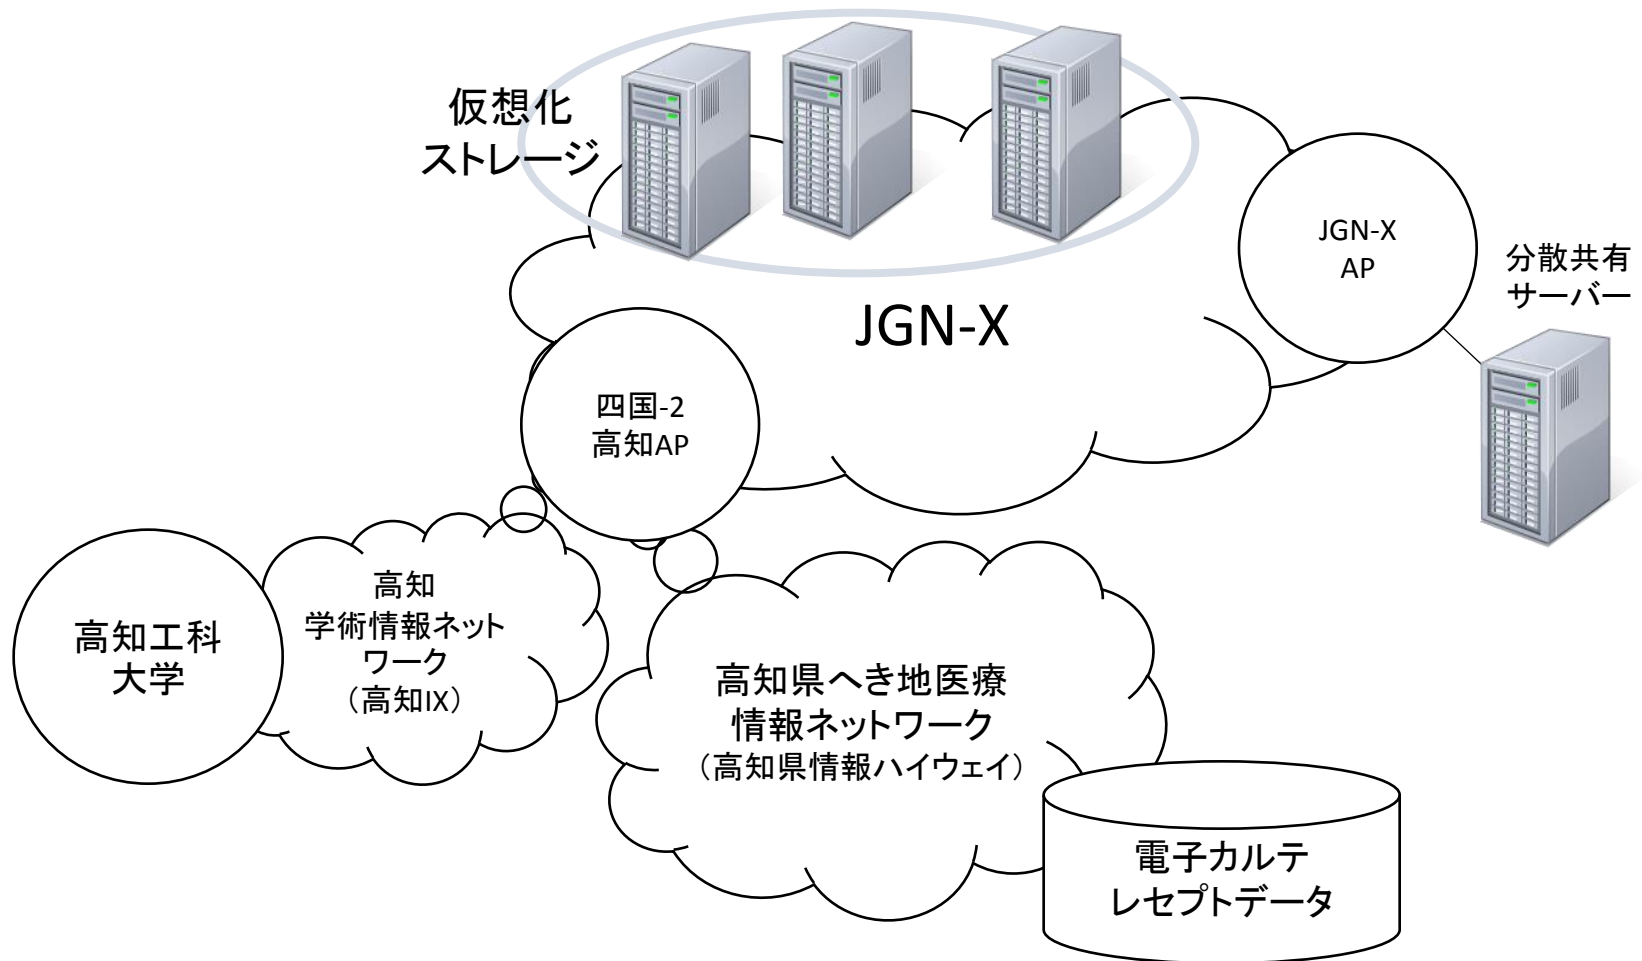 仮想化
ストレージ
JGN-X
AP
分散共有
サーバー
JGN-X
四国-2
高知AP
高知
学術情報ネット
ワーク
（高知IX）
高知工科
大学
高知県へき地医療
情報ネットワーク
（高知県情報ハイウェイ）
電子カルテ
レセプトデータ